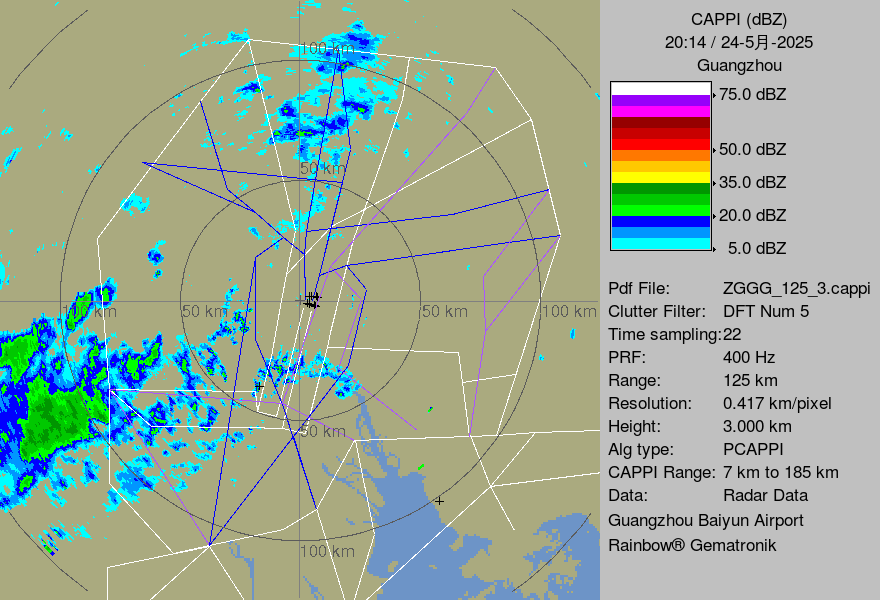 CAPPI (dBZ)
20:14 / 24-5月-2025
Guangzhou
75.0 dBZ
50.0 dBZ
35.0 dBZ
20.0 dBZ
5.0 dBZ
Pdf File: ZGGG_125_3.cappi
Clutter Filter: DFT Num 5
Time sampling:22
PRF: 400 Hz
Range: 125 km
Resolution: 0.417 km/pixel
Height: 3.000 km
Alg type: PCAPPI
CAPPI Range: 7 km to 185 km
Data: Radar Data
Guangzhou Baiyun Airport
Rainbow® Gematronik
100 km
50 km
100 km
50 km
50 km
100 km
50 km
100 km